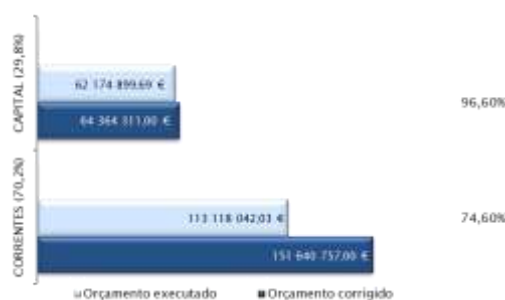 CAPITAL (29,8%)
62 174 899,69 €
64 364 311,00 €
96,60%
CORRENTES (70,2%)
113 118 042,03 €
151 640 757,00 €
74,60%
Orçamento executado
Orçamento corrigido